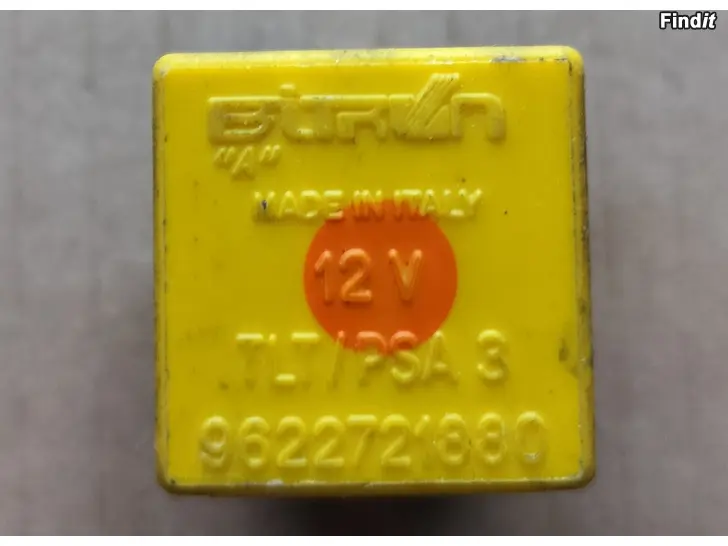 Findit
BITRON
"A"
MADE IN ITALY
12 V
TLT / PSA 3
9622721880